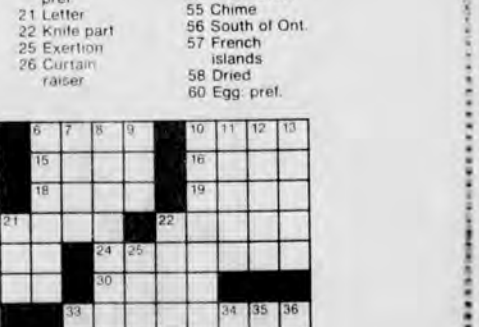 pref
21 Letter
22 Knife part
25 Exertion
26 Curtain
raiser
55 Chime
56 South of Ont.
57 French
islands
58 Dried
60 Egg: pref.
6 7 8 9 10 11 12 13
15 16
18 19
21 22
24 25
30
33 34 35 36